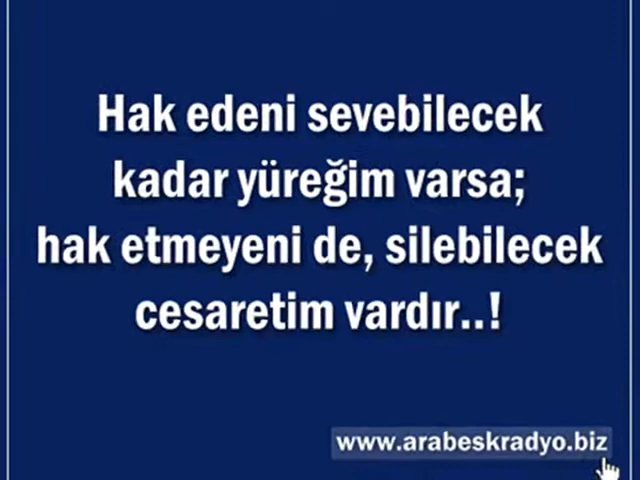 Hak edeni sevebilecek
kadar yüreğim varsa;
hak etmeyeni de, silebilecek
cesaretim vardır..!
www.arabeskradyo.biz